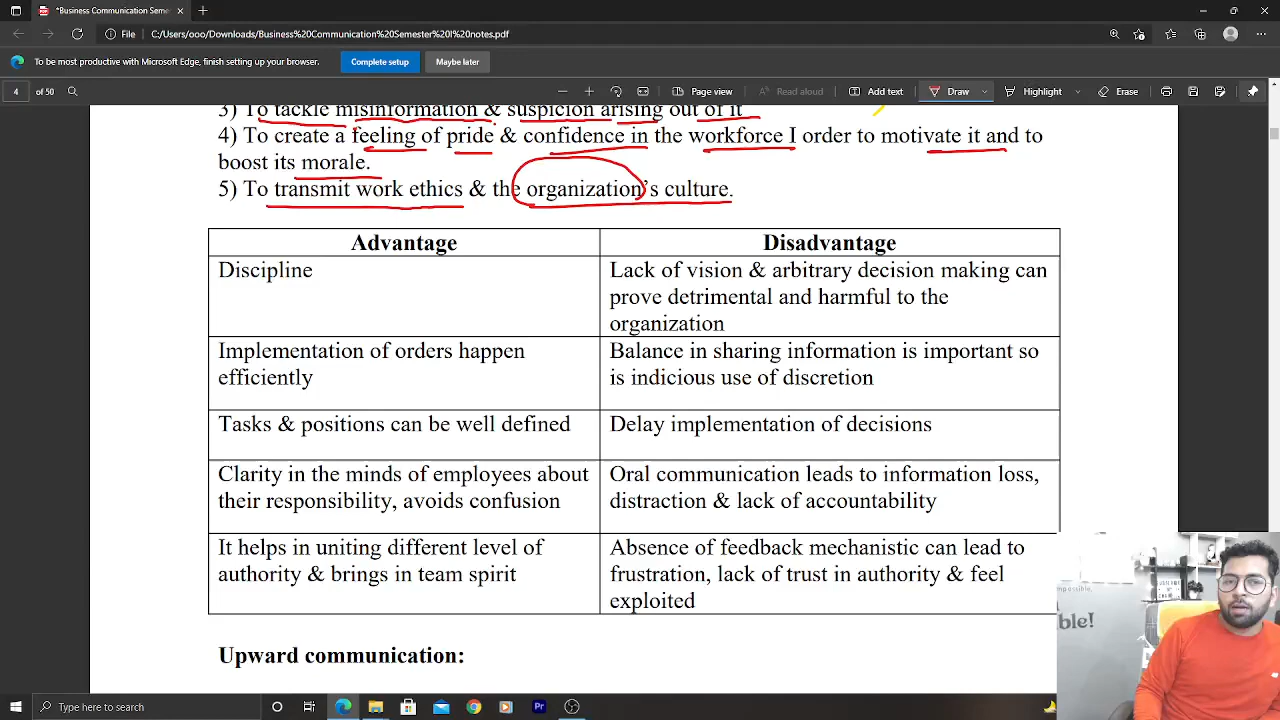 *Business Communication Seme
File
C:/Users/ooo/Downloads/Business%20Communication%20Semester%20I%20notes.pdf
To be most productive with Microsoft Edge, finish setting up your browser.
Complete setup
Maybe later
4 of 50
Page view
Read aloud
Add text
Draw
Highlight
Erase
3) To tackle misinformation & suspicion arising out of it
4) To create a feeling of pride & confidence in the workforce I order to motivate it and to
boost its morale.
5) To transmit work ethics & the organization's culture.
Advantage
Disadvantage
Discipline
Lack of vision & arbitrary decision making can
prove detrimental and harmful to the
organization
Implementation of orders happen
efficiently
Balance in sharing information is important so
is indicious use of discretion
Tasks & positions can be well defined
Delay implementation of decisions
Clarity in the minds of employees about
their responsibility, avoids confusion
Oral communication leads to information loss,
distraction & lack of accountability
It helps in uniting different level of
authority & brings in team spirit
Absence of feedback mechanistic can lead to
frustration, lack of trust in authority & feel
exploited
Upward communication:
Type here to search